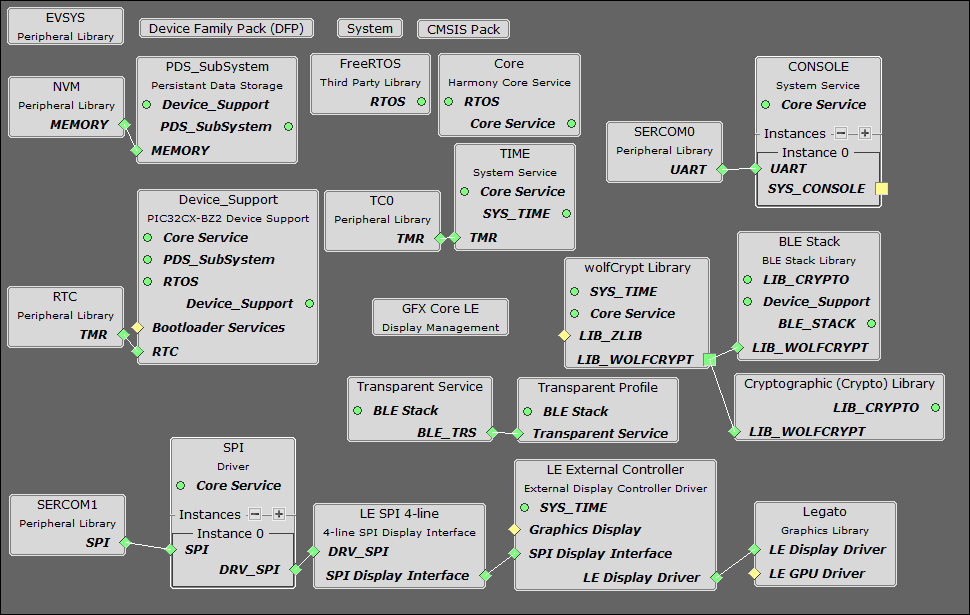 EVSYS
Peripheral Library
Device Family Pack (DFP)
System
CMSIS Pack
NVM
Peripheral Library
MEMORY
PDS_SubSystem
Persistant Data Storage
Device_Support
PDS_SubSystem
MEMORY
FreeRTOS
Third Party Library
RTOS
Core
Harmony Core Service
RTOS
Core Service
CONSOLE
System Service
Core Service
Instances
Instance 0
UART
SYS_CONSOLE
SERCOM0
Peripheral Library
UART
TIME
System Service
Core Service
SYS_TIME
TMR
TC0
Peripheral Library
TMR
Device_Support
PIC32CX-BZ2 Device Support
Core Service
PDS_SubSystem
RTOS
Device_Support
Bootloader Services
RTC
RTC
Peripheral Library
TMR
GFX Core LE
Display Management
wolfCrypt Library
SYS_TIME
Core Service
LIB_ZLIB
LIB_WOLFCRYPT
BLE Stack
BLE Stack Library
LIB_CRYPTO
Device_Support
BLE_STACK
LIB_WOLFCRYPT
Transparent Service
BLE Stack
BLE_TRS
Transparent Profile
BLE Stack
Transparent Service
Cryptographic (Crypto) Library
LIB_CRYPTO
LIB_WOLFCRYPT
SERCOM1
Peripheral Library
SPI
SPI
Driver
Core Service
Instances
Instance 0
SPI
DRV_SPI
LE SPI 4-line
4-line SPI Display Interface
DRV_SPI
SPI Display Interface
LE External Controller
External Display Controller Driver
SYS_TIME
Graphics Display
SPI Display Interface
LE Display Driver
Legato
Graphics Library
LE Display Driver
LE GPU Driver